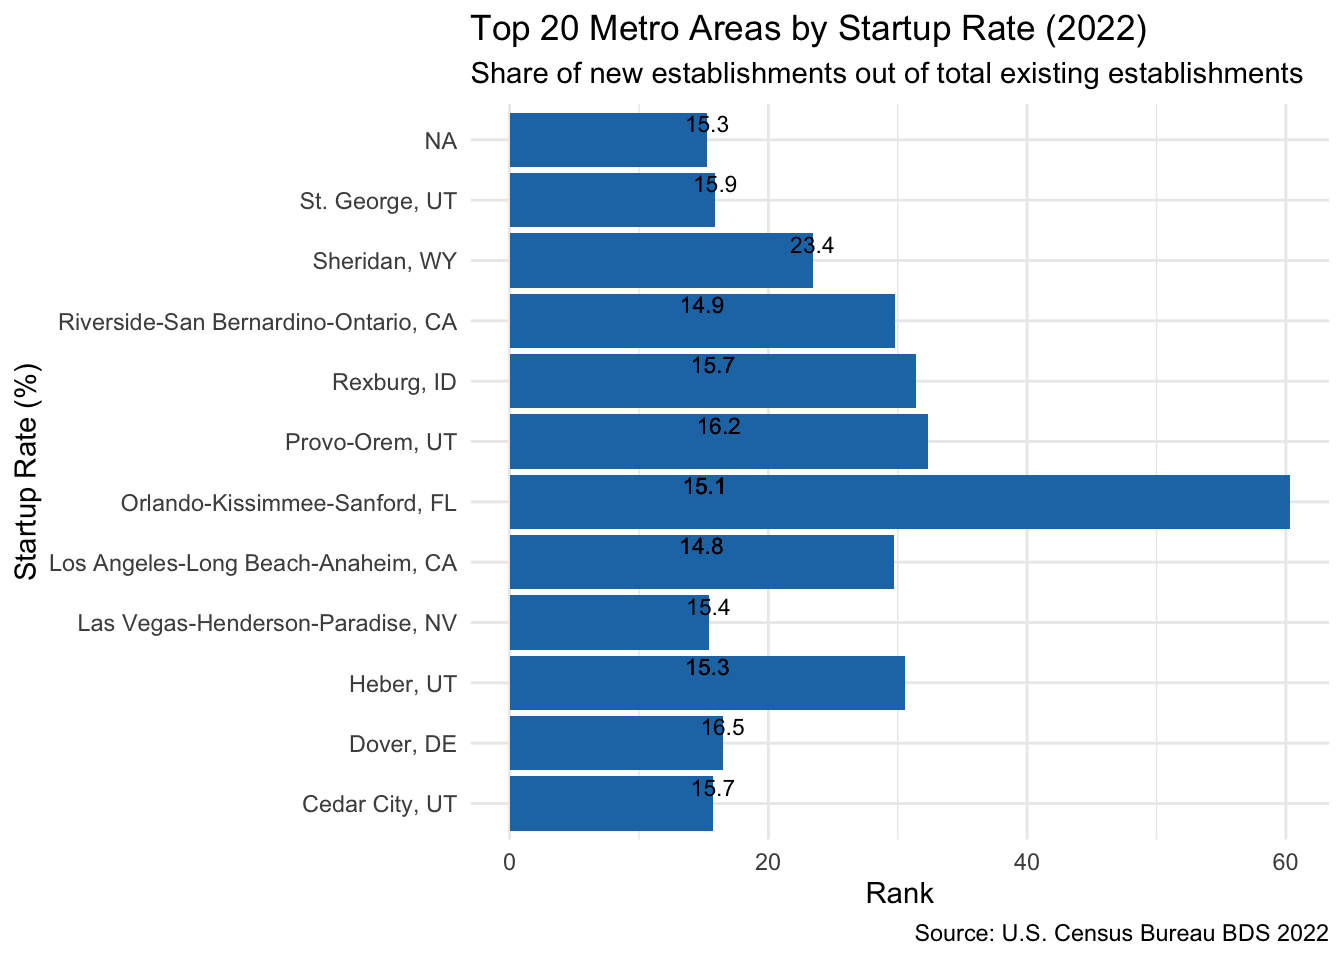 Top 20 Metro Areas by Startup Rate (2022)
Share of new establishments out of total existing establishments
Startup Rate (%)
NA 15.3
St. George, UT 15.9
Sheridan, WY 23.4
Riverside-San Bernardino-Ontario, CA 14.9
Rexburg, ID 15.7
Provo-Orem, UT 16.2
Orlando-Kissimmee-Sanford, FL 15.1
Los Angeles-Long Beach-Anaheim, CA 14.8
Las Vegas-Henderson-Paradise, NV 15.4
Heber, UT 15.3
Dover, DE 16.5
Cedar City, UT 15.7
0 20 40 60
Rank
Source: U.S. Census Bureau BDS 2022